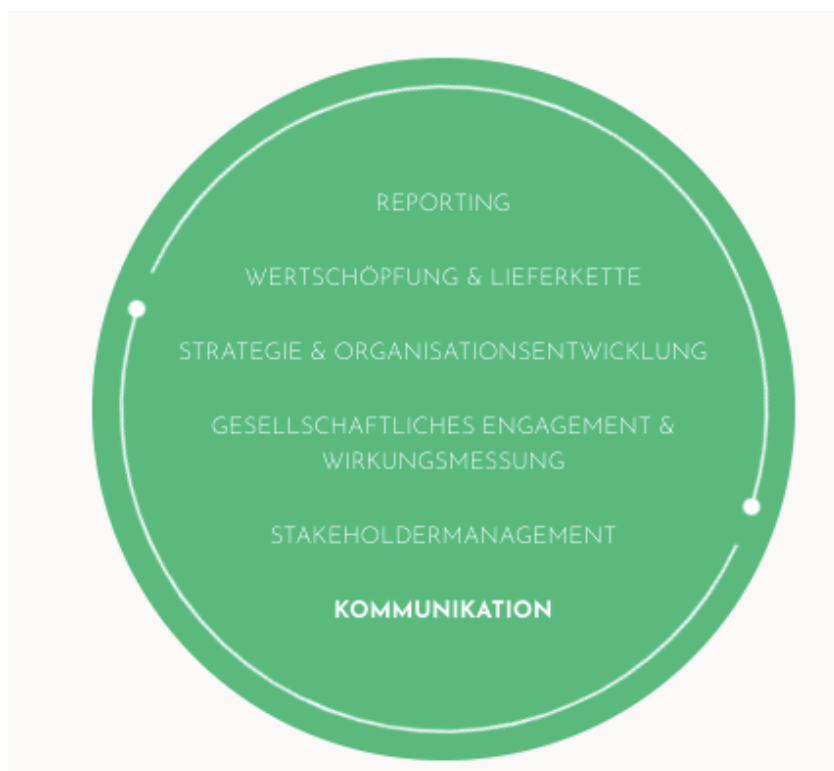 REPORTING
WERTSCHÖPFUNG & LIEFERKETTE
STRATEGIE & ORGANISATIONSENTWICKLUNG
GESELLSCHAFTLICHES ENGAGEMENT &
WIRKUNGSMESSUNG
STAKEHOLDERMANAGEMENT
KOMMUNIKATION